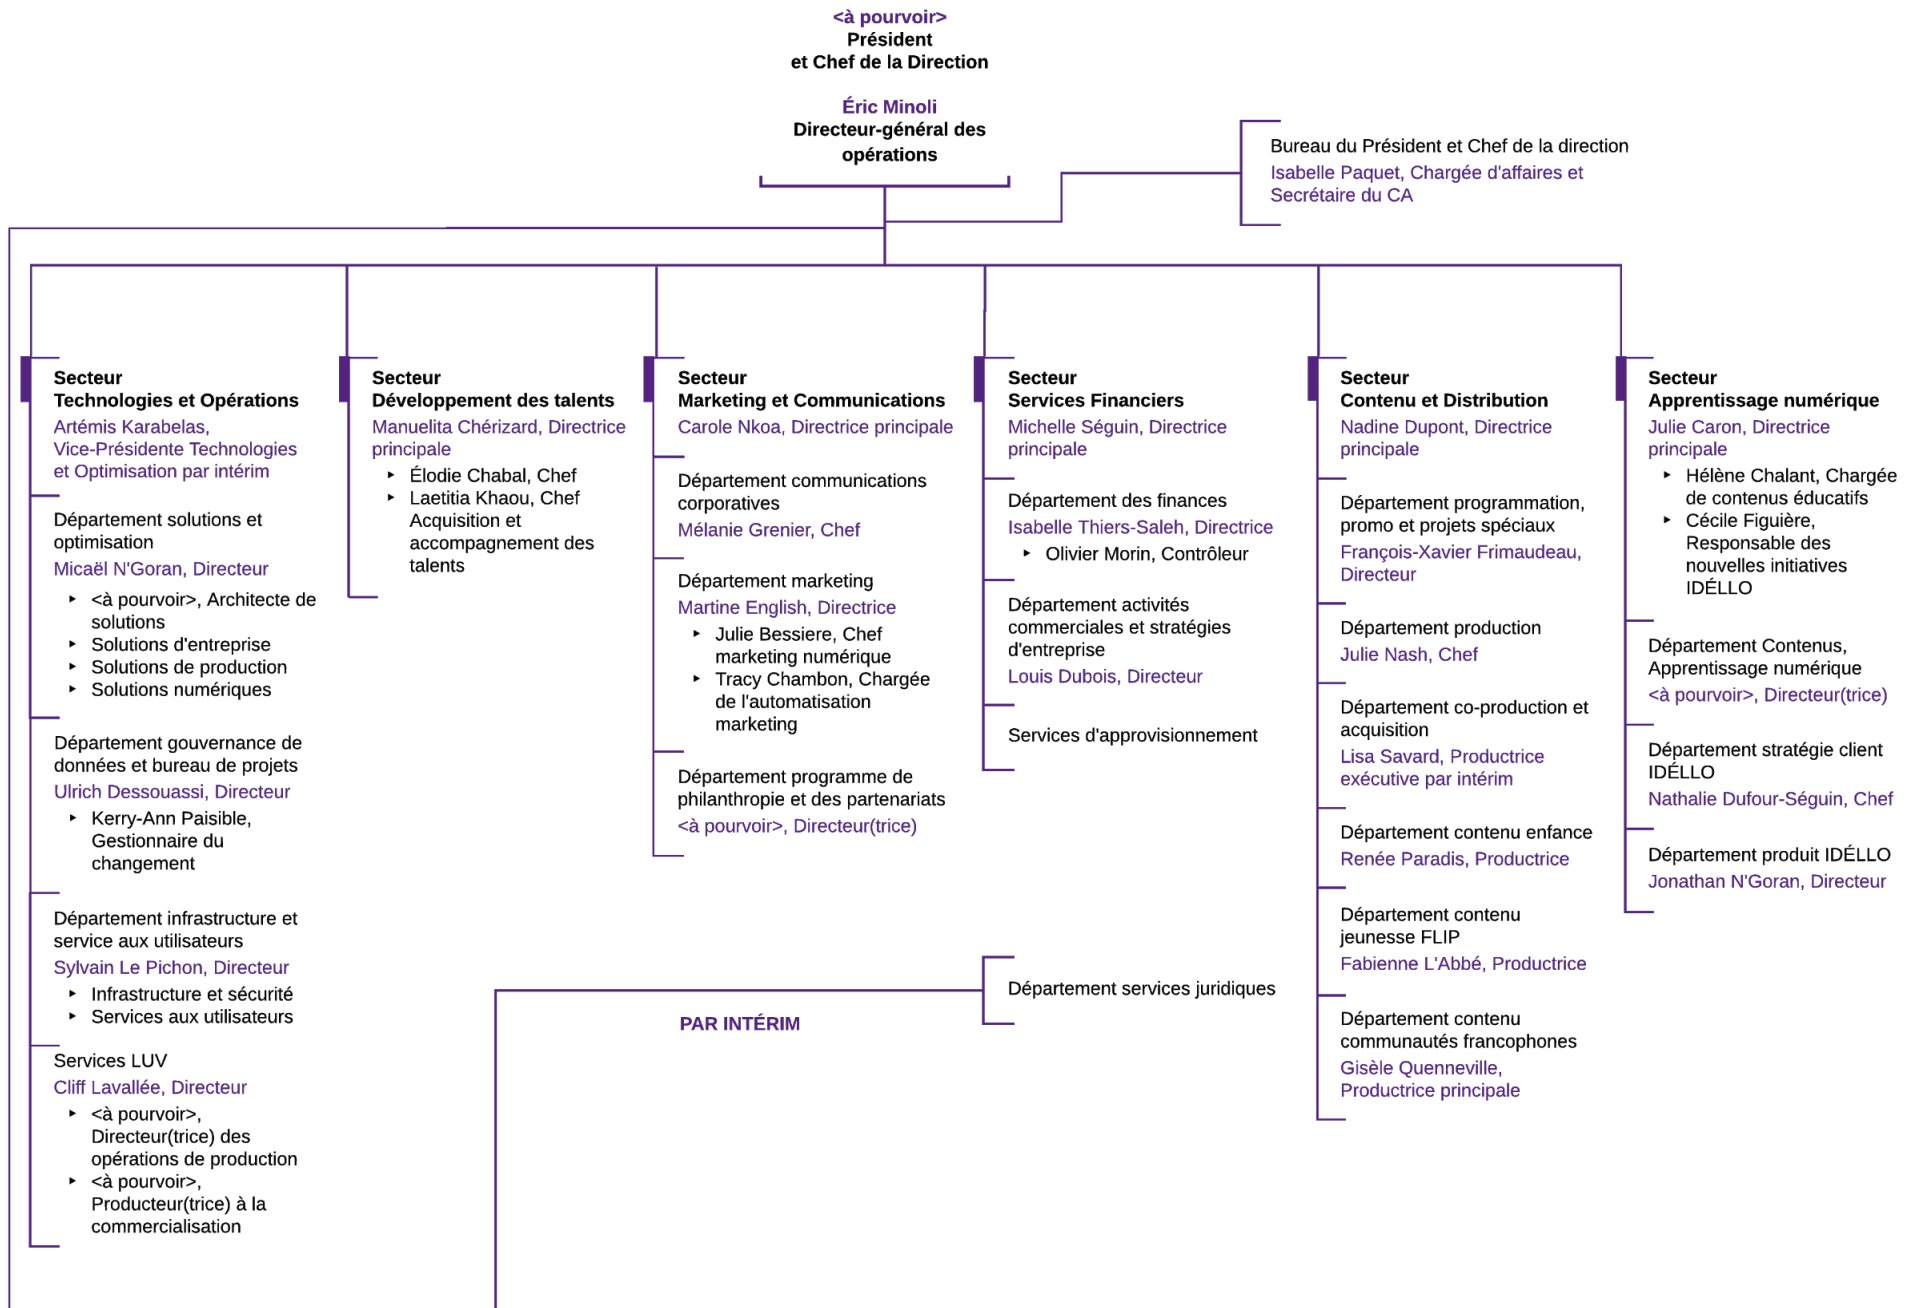 <à pourvoir>
Président
et Chef de la Direction
Éric Minoli
Directeur-général des
opérations
Bureau du Président et Chef de la direction
Isabelle Paquet, Chargée d'affaires et
Secrétaire du CA
Secteur
Technologies et Opérations
Artémis Karabelas,
Vice-Présidente Technologies
et Optimisation par intérim
Département solutions et
optimisation
Micaël N'Goran, Directeur
‣ <à pourvoir>, Architecte de
solutions
‣ Solutions d'entreprise
‣ Solutions de production
‣ Solutions numériques
Département gouvernance de
données et bureau de projets
Ulrich Dessouassi, Directeur
‣ Kerry-Ann Paisible,
Gestionnaire du
changement
Département infrastructure et
service aux utilisateurs
Sylvain Le Pichon, Directeur
‣ Infrastructure et sécurité
‣ Services aux utilisateurs
Services LUV
Cliff Lavallée, Directeur
‣ <à pourvoir>,
Directeur(trice) des
opérations de production
‣ <à pourvoir>,
Producteur(trice) à la
commercialisation
Secteur
Développement des talents
Manuelita Chérizard, Directrice
principale
‣ Élodie Chabal, Chef
‣ Laetitia Khaou, Chef
Acquisition et
accompagnement des
talents
Secteur
Marketing et Communications
Carole Nkoa, Directrice principale
Département communications
corporatives
Mélanie Grenier, Chef
Département marketing
Martine English, Directrice
‣ Julie Bessiere, Chef
marketing numérique
‣ Tracy Chambon, Chargée
de l'automatisation
marketing
Département programme de
philanthropie et des partenariats
<à pourvoir>, Directeur(trice)
Secteur
Services Financiers
Michelle Séguin, Directrice
principale
Département des finances
Isabelle Thiers-Saleh, Directrice
‣ Olivier Morin, Contrôleur
Département activités
commerciales et stratégies
d'entreprise
Louis Dubois, Directeur
Services d'approvisionnement
Département services juridiques
PAR INTÉRIM
Secteur
Contenu et Distribution
Nadine Dupont, Directrice
principale
Département programmation,
promo et projets spéciaux
François-Xavier Frimaudeau,
Directeur
Département production
Julie Nash, Chef
Département co-production et
acquisition
Lisa Savard, Productrice
exécutive par intérim
Département contenu enfance
Renée Paradis, Productrice
Département contenu
jeunesse FLIP
Fabienne L'Abbé, Productrice
Département contenu
communautés francophones
Gisèle Quenneville,
Productrice principale
Secteur
Apprentissage numérique
Julie Caron, Directrice
principale
‣ Hélène Chalant, Chargée
de contenus éducatifs
‣ Cécile Figuière,
Responsable des
nouvelles initiatives
IDÉLLO
Département Contenus,
Apprentissage numérique
<à pourvoir>, Directeur(trice)
Département stratégie client
IDÉLLO
Nathalie Dufour-Séguin, Chef
Département produit IDÉLLO
Jonathan N'Goran, Directeur